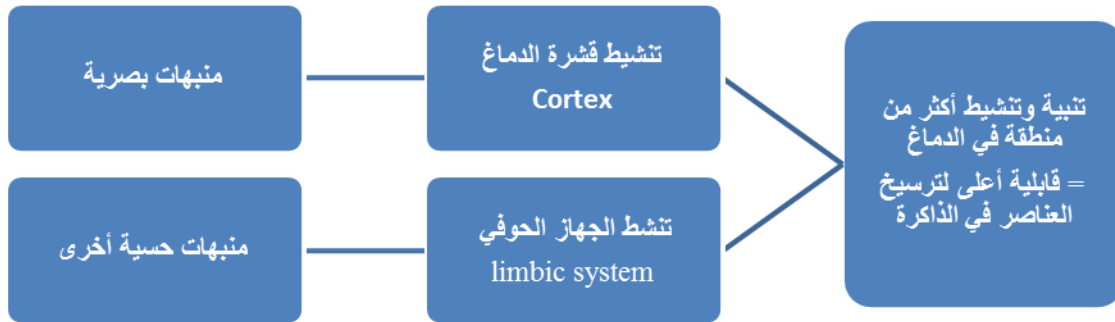 منبهات بصرية
تنشيط قشرة الدماغ
Cortex
منبهات حسية أخرى
تنشط الجهاز الحوفي
limbic system
تنبية وتنشيط أكثر من
منطقة في الدماغ
= قابلية أعلى لترسيخ
العناصر في الذاكرة